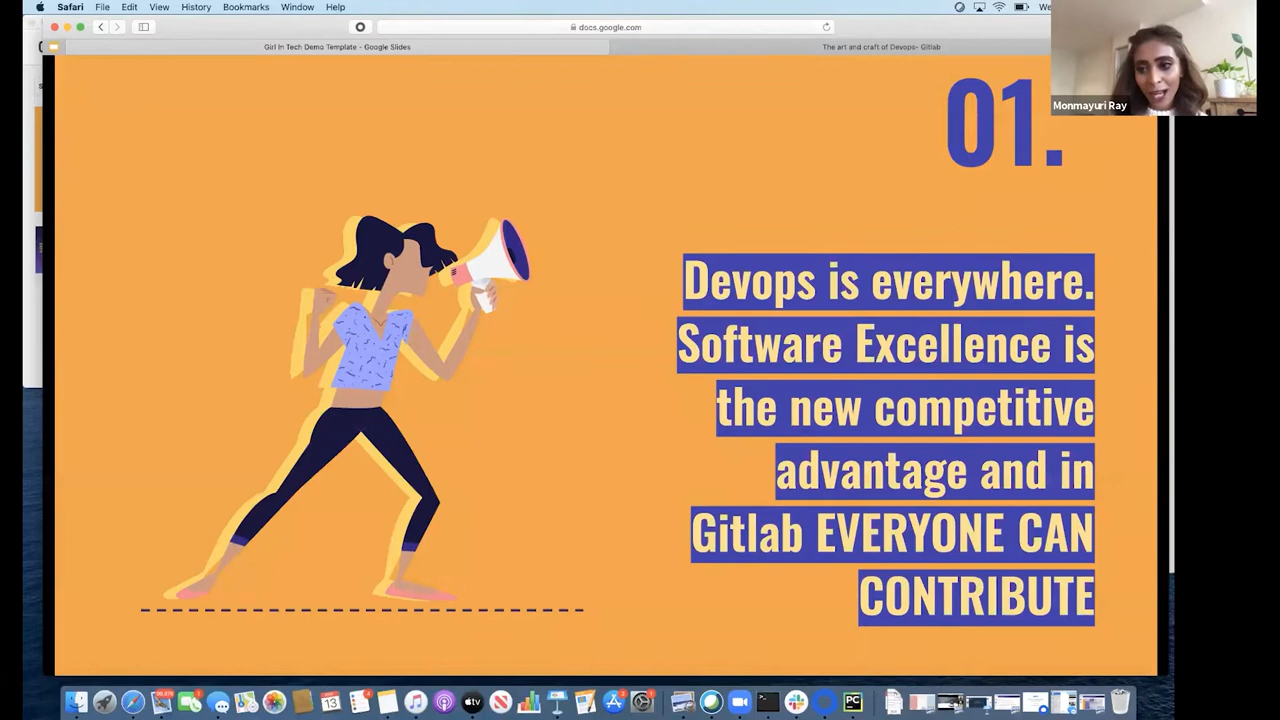 Safari File Edit View History Bookmarks Window Help
docs.google.com
Girl In Tech Demo Template - Google Slides
The art and craft of Devops- Gitlab
Monmayuri Ray
01.
Devops is everywhere.
Software Excellence is
the new competitive
advantage and in
Gitlab EVERYONE CAN
CONTRIBUTE
tv